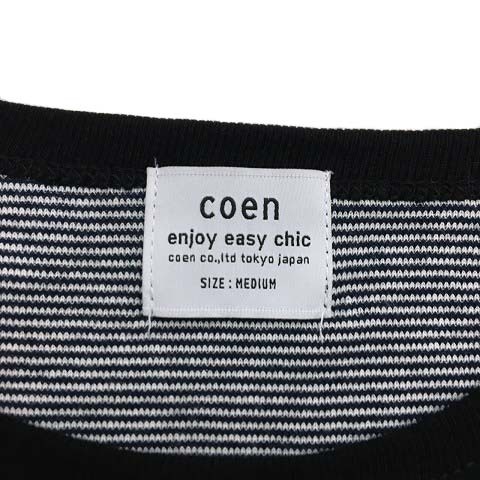 coen
enjoy easy chic
coen co.,ltd tokyo japan
SIZE : MEDIUM